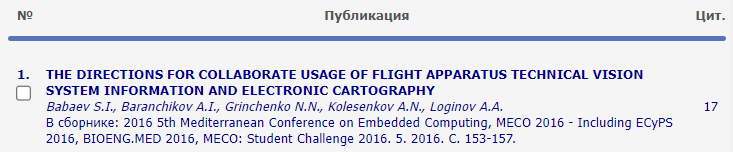 № Публикация Цит.
1. THE DIRECTIONS FOR COLLABORATE USAGE OF FLIGHT APPARATUS TECHNICAL VISION
SYSTEM INFORMATION AND ELECTRONIC CARTOGRAPHY
Babaev S.I., Baranchikov A.I., Grinchenko N.N., Kolesenkov A.N., Loginov A.A. 17
В сборнике: 2016 5th Mediterranean Conference on Embedded Computing, MECO 2016 - Including ECyPS
2016, BIOENG.MED 2016, MECO: Student Challenge 2016. 5. 2016. С. 153-157.